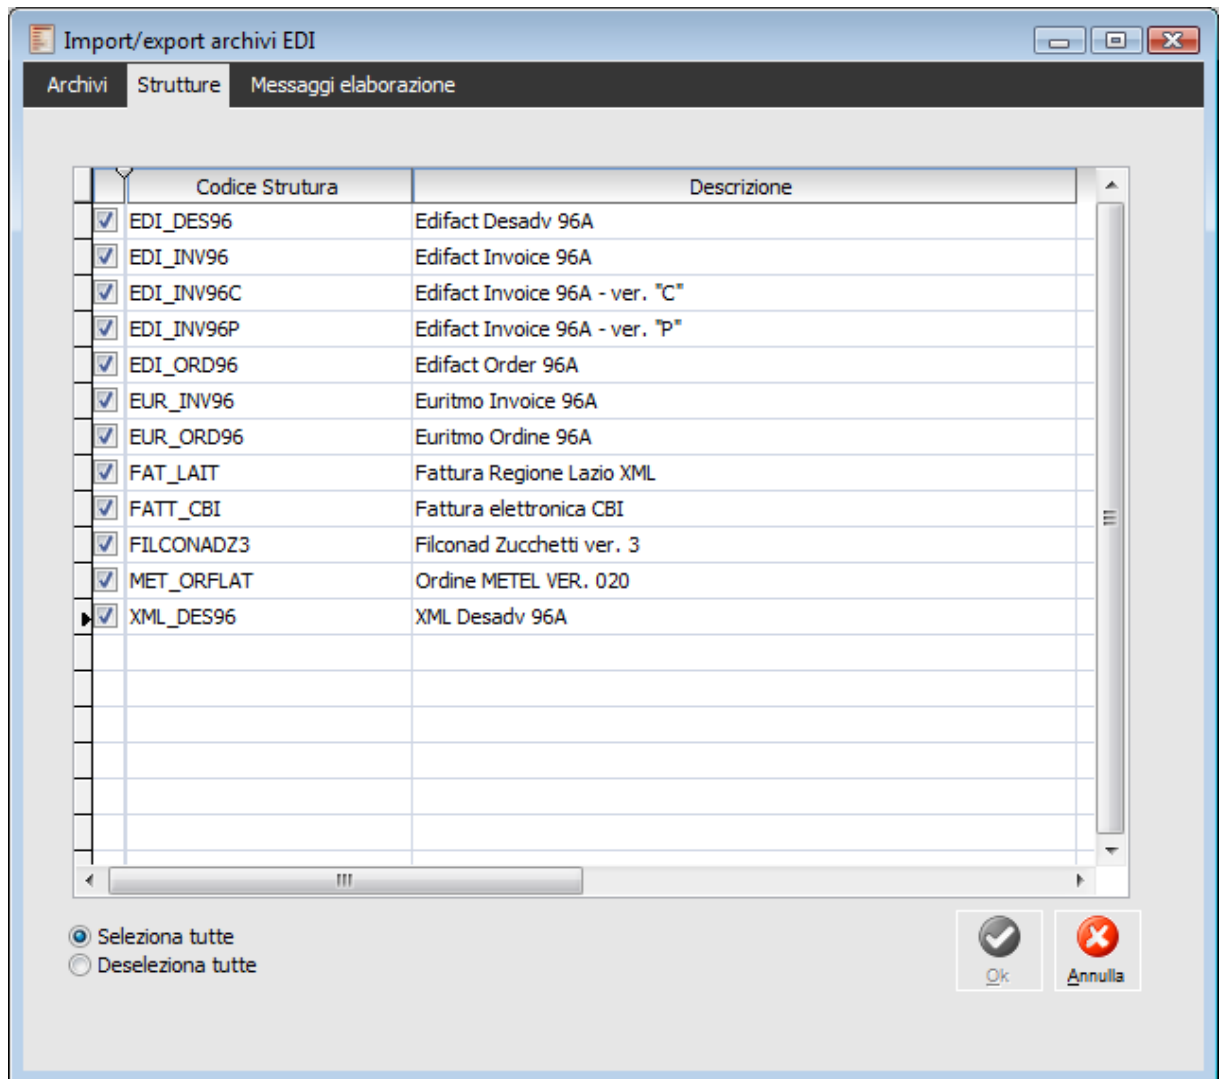 Import/export archivi EDI
Archivi Strutture Messaggi elaborazione
Codice Strutura Descrizione
EDI_DES96 Edifact Desadv 96A
EDI_INV96 Edifact Invoice 96A
EDI_INV96C Edifact Invoice 96A - ver. "C"
EDI_INV96P Edifact Invoice 96A - ver. "P"
EDI_ORD96 Edifact Order 96A
EUR_INV96 Euritmo Invoice 96A
EUR_ORD96 Euritmo Ordine 96A
FAT_LAIT Fattura Regione Lazio XML
FATT_CBI Fattura elettronica CBI
FILCONADZ3 Filconad Zucchetti ver. 3
MET_ORFLAT Ordine METEL VER. 020
XML_DES96 XML Desadv 96A
Seleziona tutte
Deseleziona tutte
Ok Annulla